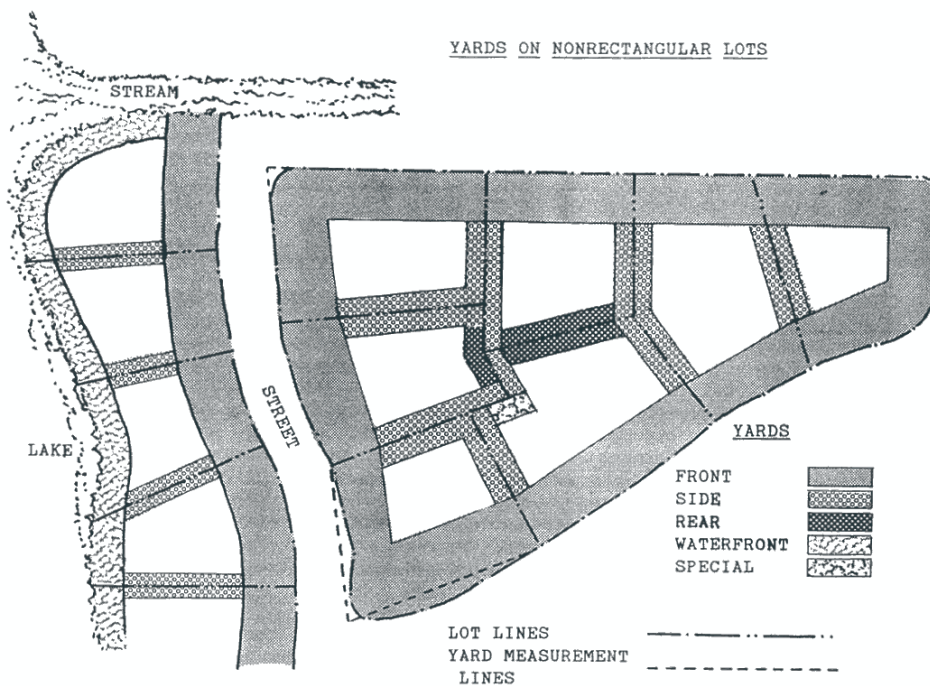 YARDS ON NONRECTANGULAR LOTS
STREAM
STREET
LAKE
YARDS
FRONT
SIDE
REAR
WATERFRONT
SPECIAL
LOT LINES
YARD MEASUREMENT
LINES